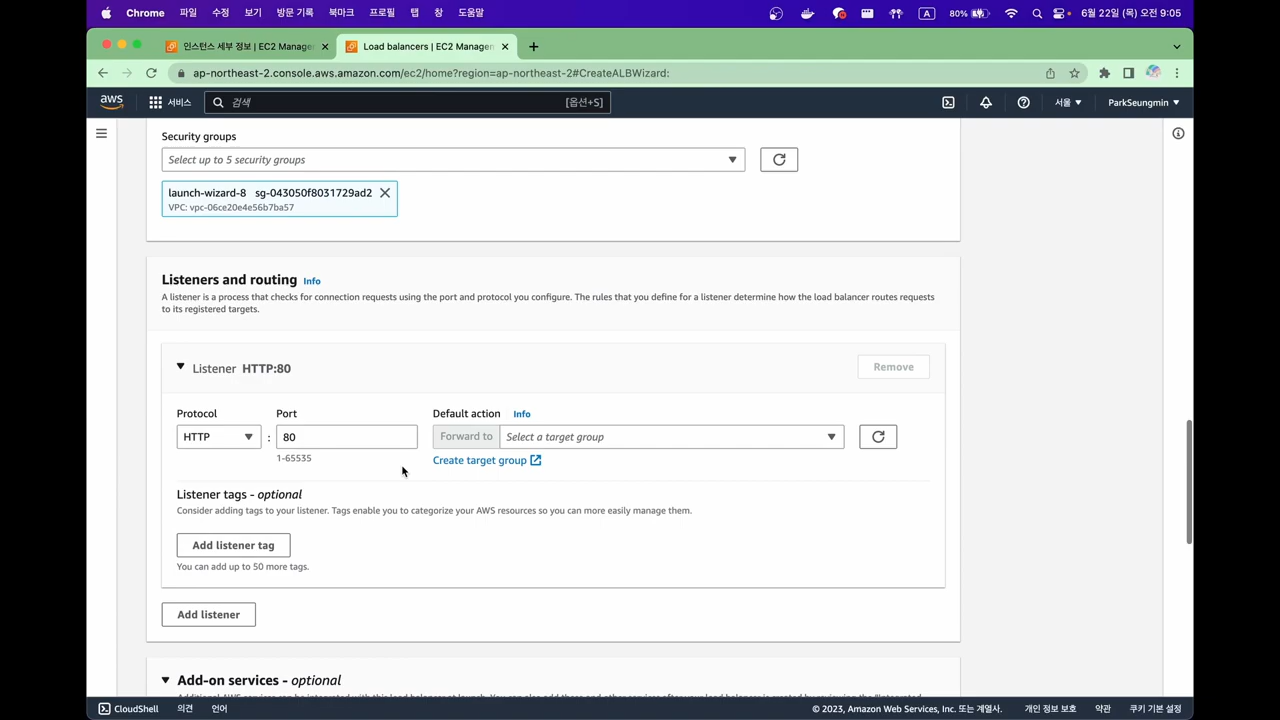 Chrome 파일 수정 보기 방문 기록 북마크 프로필 탭 창 도움말 A 80% 6월 22일 (목) 오전 9:05
인스턴스 세부 정보 | EC2 Manage Load balancers | EC2 Manage
ap-northeast-2.console.aws.amazon.com/ec2/home?region=ap-northeast-2#CreateALBWizard:
aws 서비스 검색 [옵션+S] 서울 ParkSeungmin
Security groups
Select up to 5 security groups
launch-wizard-8 sg-043050f8031729ad2
VPC: vpc-06ce20e4e56b7ba57
Listeners and routing Info
A listener is a process that checks for connection requests using the port and protocol you configure. The rules that you define for a listener determine how the load balancer routes requests
to its registered targets.
Listener HTTP:80 Remove
Protocol Port Default action Info
HTTP : 80 Forward to Select a target group
1-65535 Create target group
Listener tags - optional
Consider adding tags to your listener. Tags enable you to categorize your AWS resources so you can more easily manage them.
Add listener tag
You can add up to 50 more tags.
Add listener
Add-on services - optional
CloudShell 의견 언어 © 2023, Amazon Web Services, Inc. 또는 계열사. 개인 정보 보호 약관 쿠키 기본 설정